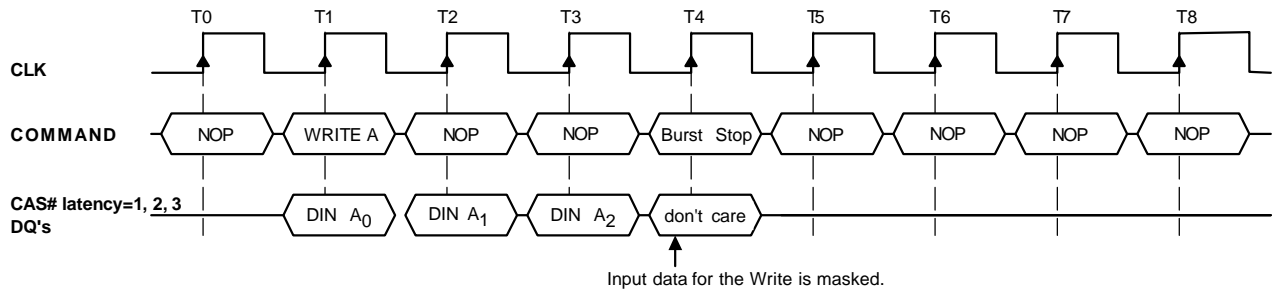 T0 T1 T2 T3 T4 T5 T6 T7 T8
CLK
COMMAND NOP WRITE A NOP NOP Burst Stop NOP NOP NOP NOP
CAS# latency=1, 2, 3
DQ's DIN A0 DIN A1 DIN A2 don't care
Input data for the Write is masked.